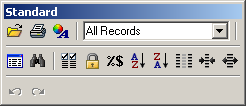 Standard
All Records
%$ A Z Z A